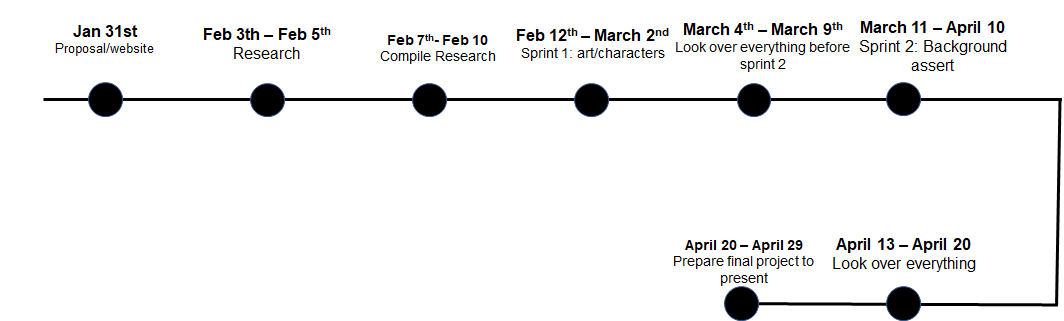 Jan 31st
Proposal/website
Feb 3th – Feb 5th
Research
Feb 7th- Feb 10
Compile Research
Feb 12th – March 2nd
Sprint 1: art/characters
March 4th – March 9th
Look over everything before
sprint 2
March 11 – April 10
Sprint 2: Background
assert
April 13 – April 20
Look over everything
April 20 – April 29
Prepare final project to
present